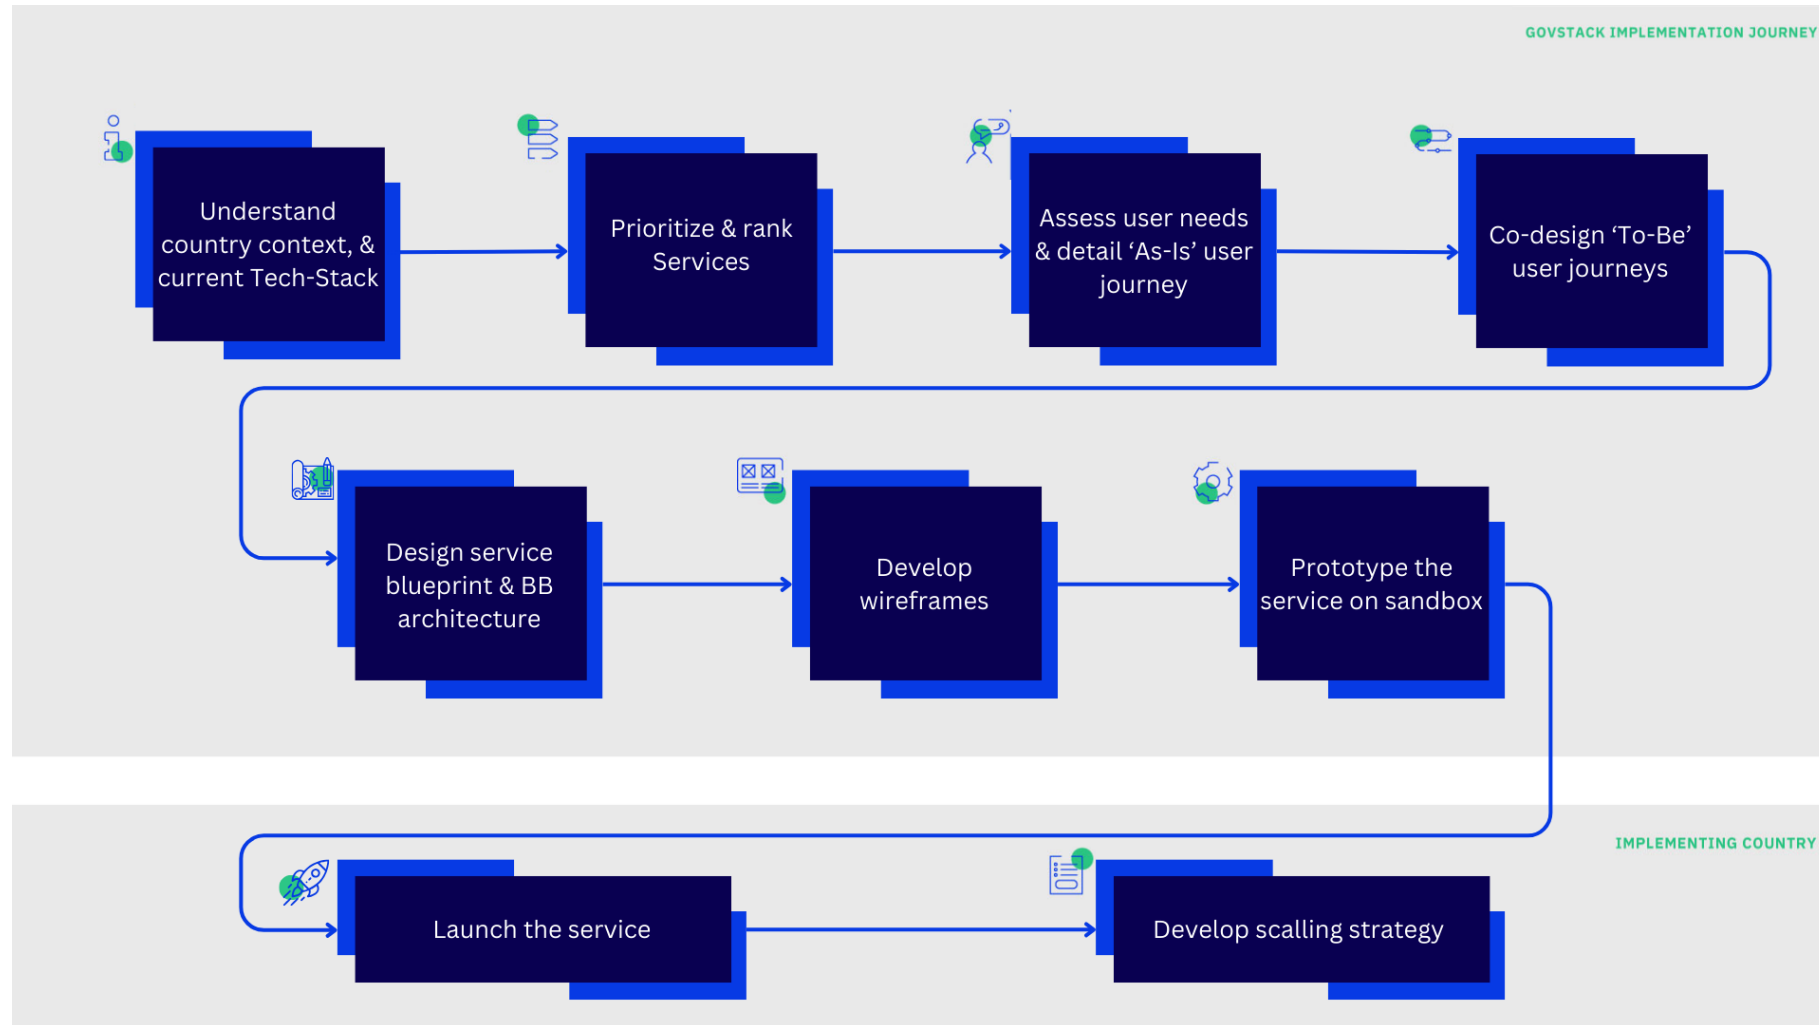 GOVSTACK IMPLEMENTATION JOURNEY
Understand
country context, &
current Tech-Stack
Prioritize & rank
Services
Assess user needs
& detail ‘As-Is’ user
journey
Co-design ‘To-Be’
user journeys
Design service
blueprint & BB
architecture
Develop
wireframes
Prototype the
service on sandbox
IMPLEMENTING COUNTRY
Launch the service
Develop scalling strategy